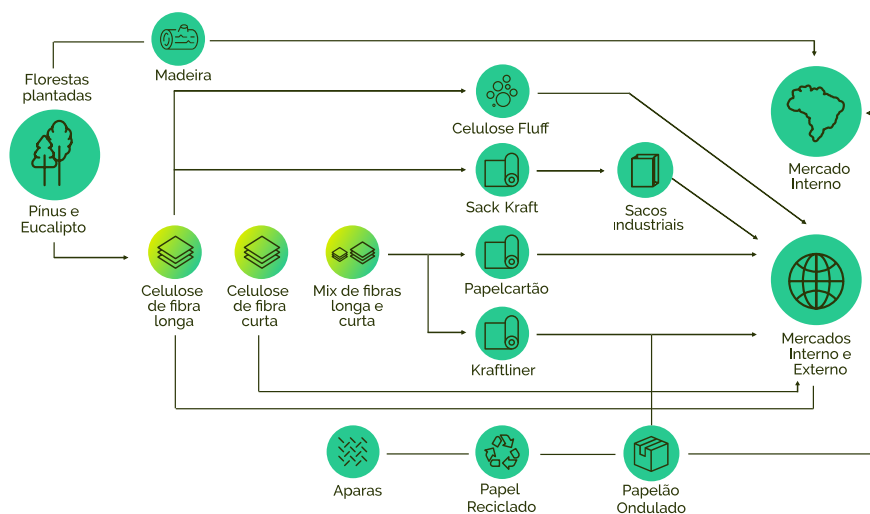 Madeira
Florestas
plantadas
Celulose Fluff
Mercado
Interno
Pinus e
Eucalipto
Sack Kraft
Sacos
Industriais
Celulose
de fibra
longa
Celulose
de fibra
curta
Mix de fibras
longa e
curta
Papelcartão
Kraftliner
Mercados
Interno e
Externo
Aparas
Papel
Reciclado
Papelão
Ondulado